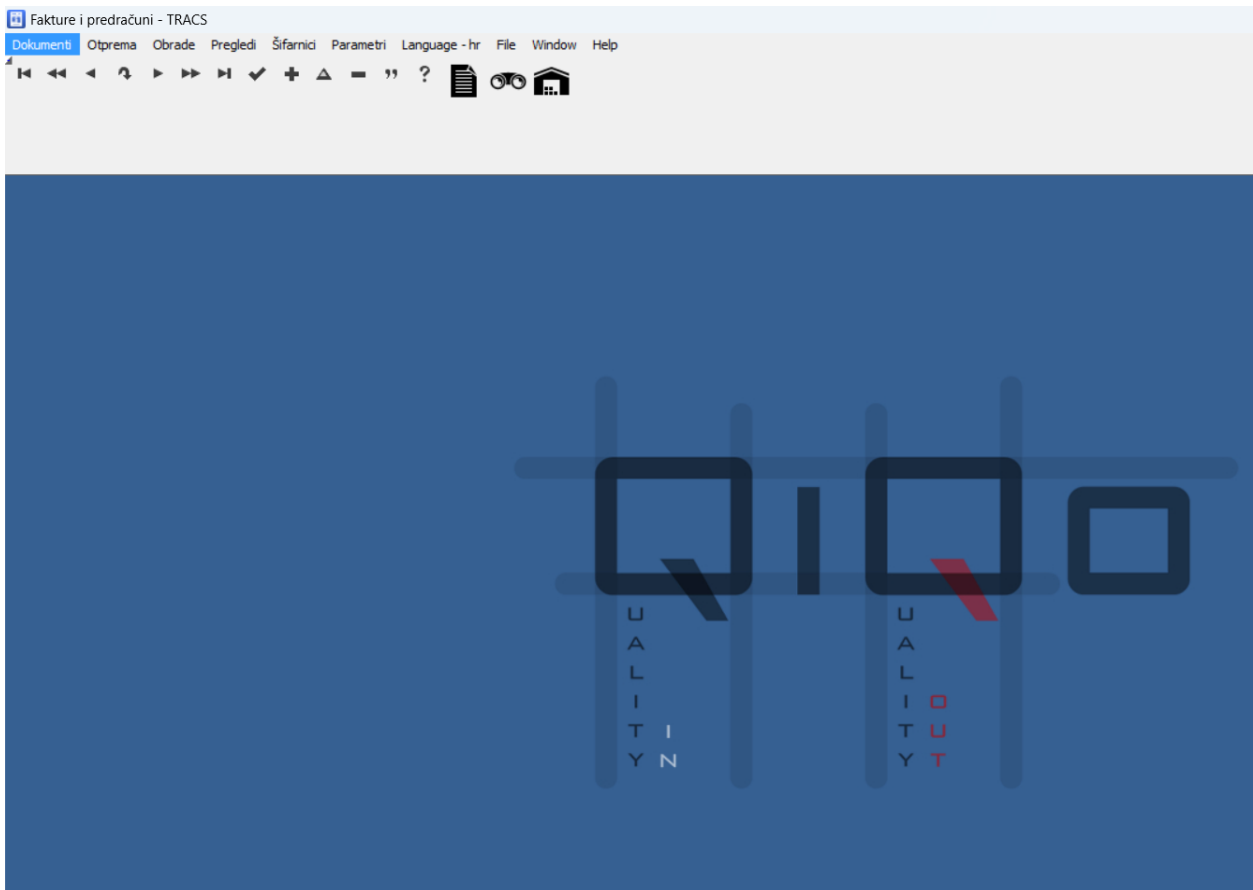 Fakture i predračuni - TRACS
Dokumenti Otprema Obrade Pregledi Šifarnici Parametri Language - hr File Window Help
QIQO
UALITY IN
UALITY OUT